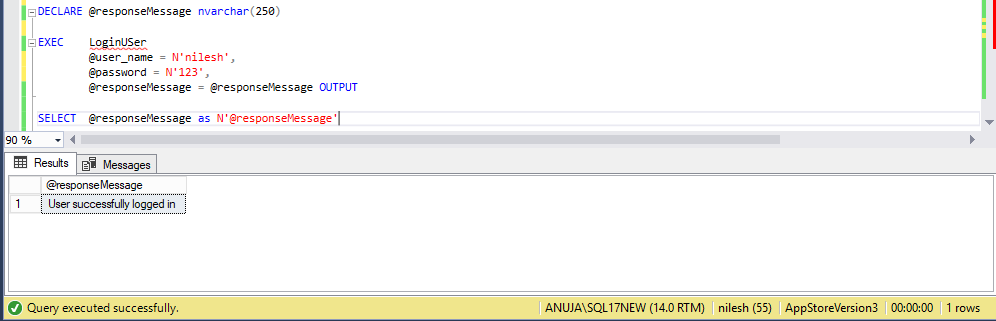 DECLARE @responseMessage nvarchar(250)
EXEC LoginUSer
@user_name = N'nilesh',
@password = N'123',
@responseMessage = @responseMessage OUTPUT
SELECT @responseMessage as N'@responseMessage'
90 %
Results Messages
@responseMessage
1 User successfully logged in
Query executed successfully. ANUJA\SQL17NEW (14.0 RTM) nilesh (55) AppStoreVersion3 00:00:00 1 rows